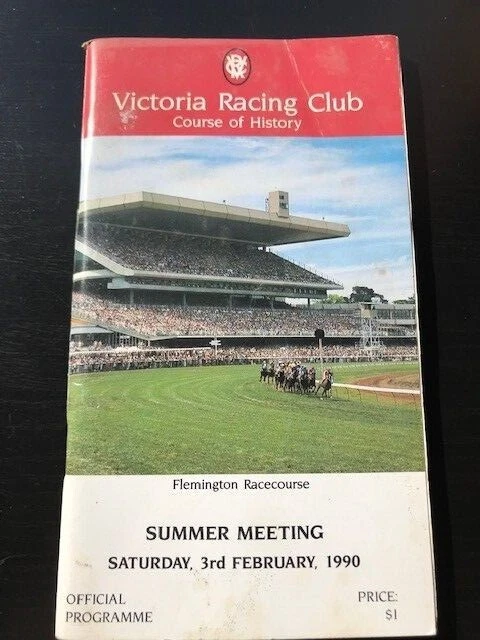 VRC
Victoria Racing Club
Course of History
Flemington Racecourse
SUMMER MEETING
SATURDAY, 3rd FEBRUARY, 1990
OFFICIAL PROGRAMME
PRICE: $1